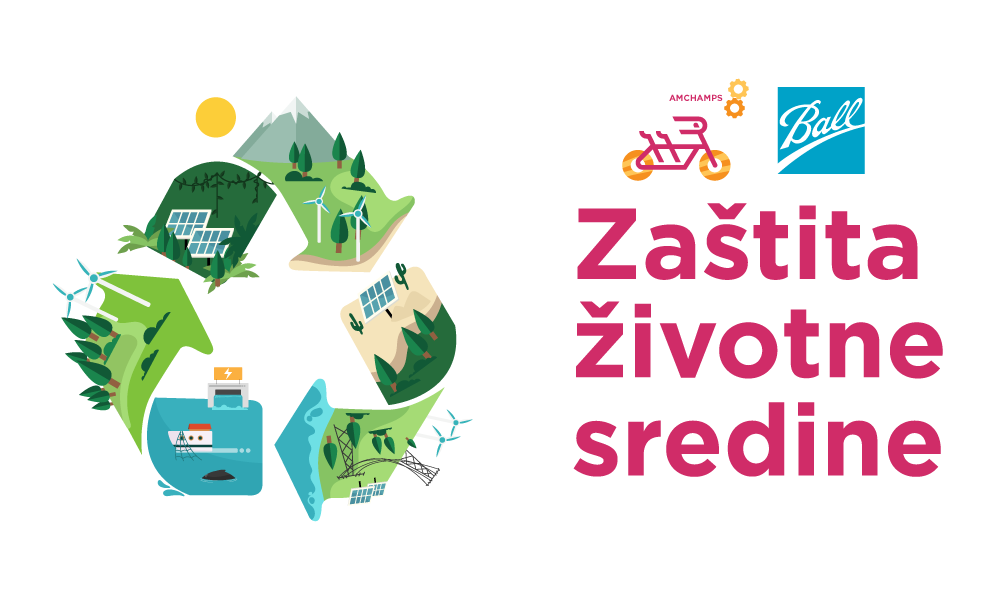 AMCHAMPS
Ball
Zaštita
životne
sredine